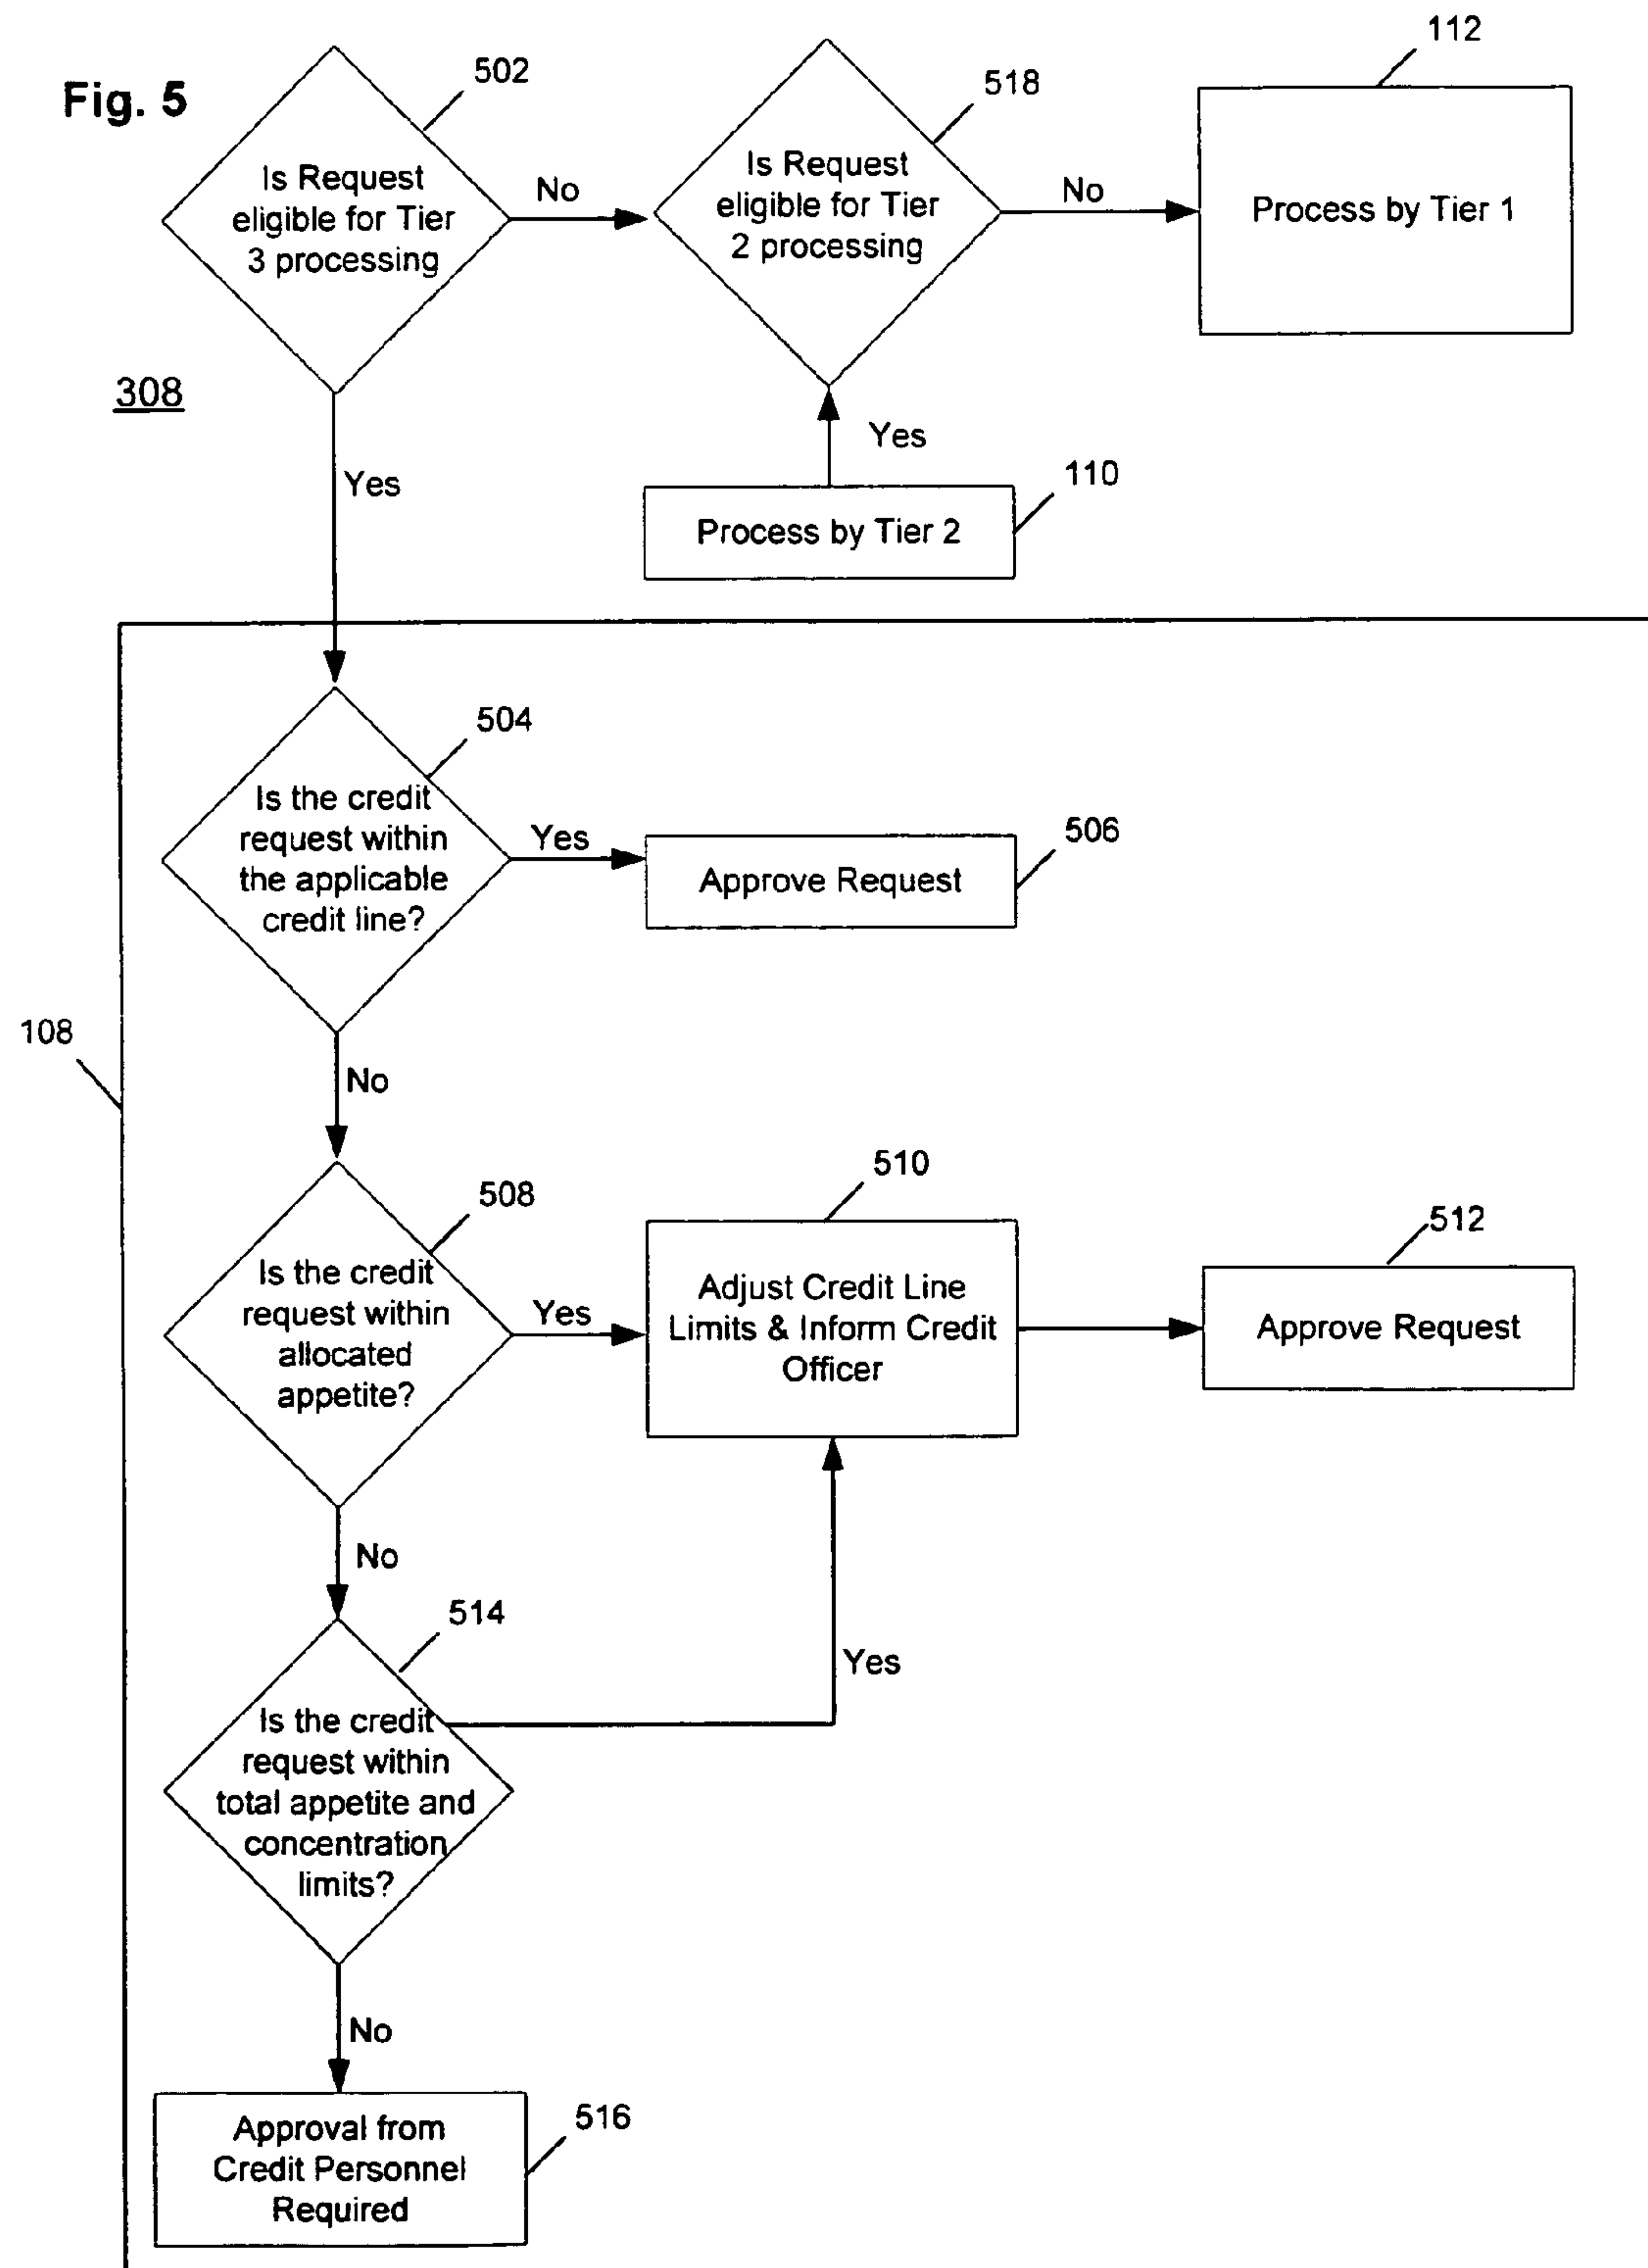 Fig. 5
502
Is Request
eligible for Tier
3 processing
No
518
Is Request
eligible for Tier
2 processing
No
112
Process by Tier 1
308
Yes
Yes
110
Process by Tier 2
108
504
Is the credit
request within
the applicable
credit line?
Yes
506
Approve Request
No
508
Is the credit
request within
allocated
appetite?
Yes
510
Adjust Credit Line
Limits & Inform Credit
Officer
512
Approve Request
No
514
Is the credit
request within
total appetite and
concentration
limits?
Yes
No
516
Approval from
Credit Personnel
Required